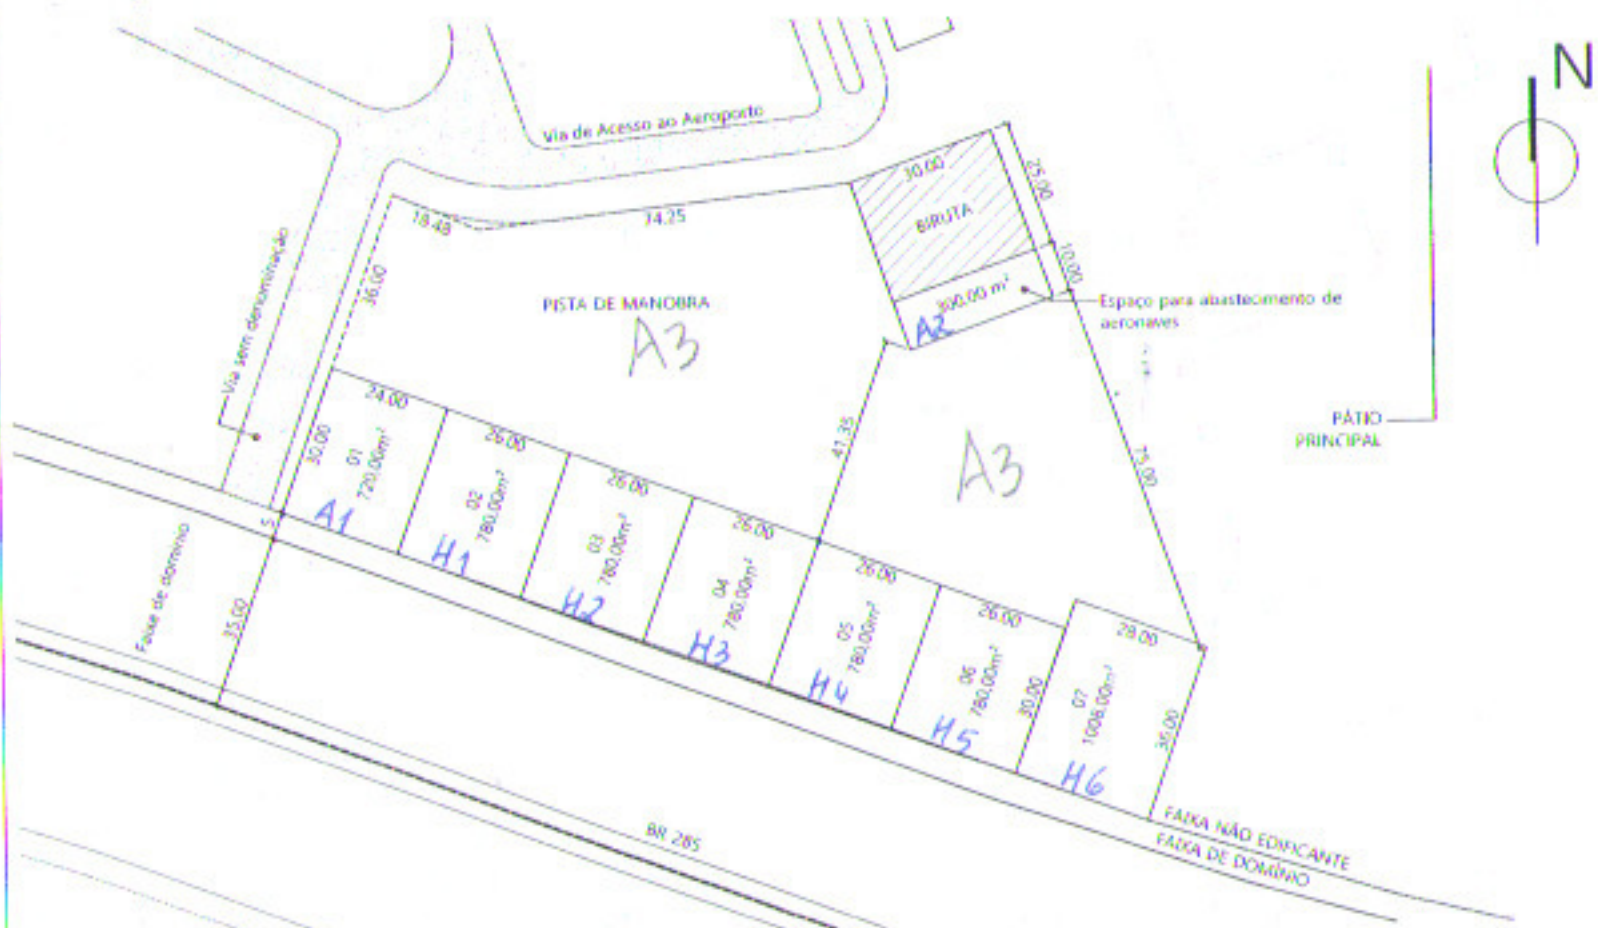 N
Via de Acesso ao Aeroporto
30.00
25.00
BIRUTA
18.48
74.25
10.00
36.00
Via sem denominação
PISTA DE MANOBRA
300.00 m²
Espaço para abastecimento de
aeronaves
A2
A3
24.00
41.35
PÁTIO
PRINCIPAL
30.00
01
720.00m²
A1
26.00
02
780.00m²
H1
26.00
03
780.00m²
H2
26.00
04
780.00m²
H3
A3
75.00
26.00
05
780.00m²
H4
26.00
06
780.00m²
H5
30.00
28.00
07
1008.00m²
H6
36.00
5
Faixa de domínio
35.00
BR 285
FAIXA NÃO EDIFICANTE
FAIXA DE DOMÍNIO